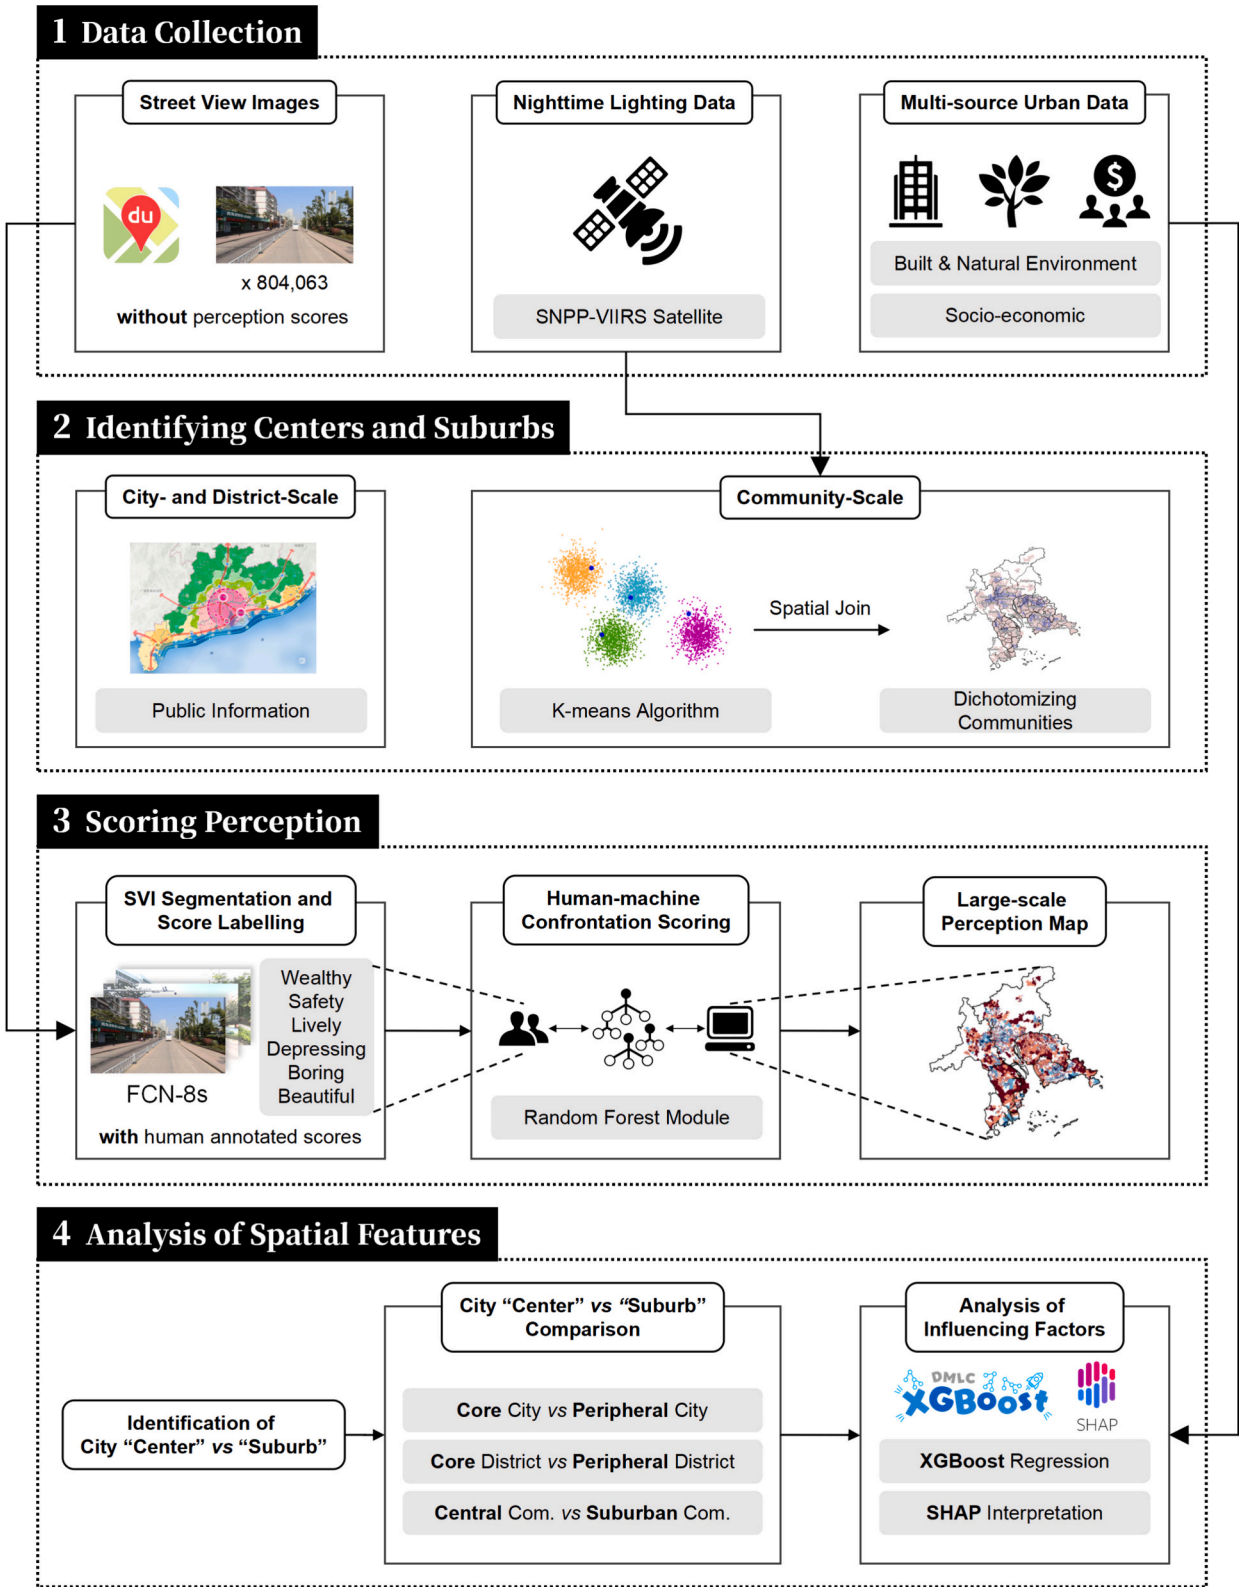 1 Data Collection
Street View Images
Nighttime Lighting Data
Multi-source Urban Data
du
x 804,063
without perception scores
SNPP-VIIRS Satellite
$
Built & Natural Environment
Socio-economic
2 Identifying Centers and Suburbs
City- and District-Scale
Community-Scale
Spatial Join
Public Information
K-means Algorithm
Dichotomizing
Communities
3 Scoring Perception
SVI Segmentation and
Score Labelling
Human-machine
Confrontation Scoring
Large-scale
Perception Map
Wealthy
Safety
Lively
Depressing
Boring
Beautiful
FCN-8s
with human annotated scores
Random Forest Module
4 Analysis of Spatial Features
Identification of
City “Center” vs “Suburb”
City “Center” vs “Suburb”
Comparison
Core City vs Peripheral City
Core District vs Peripheral District
Central Com. vs Suburban Com.
Analysis of
Influencing Factors
DMLC
XGBoost
SHAP
XGBoost Regression
SHAP Interpretation